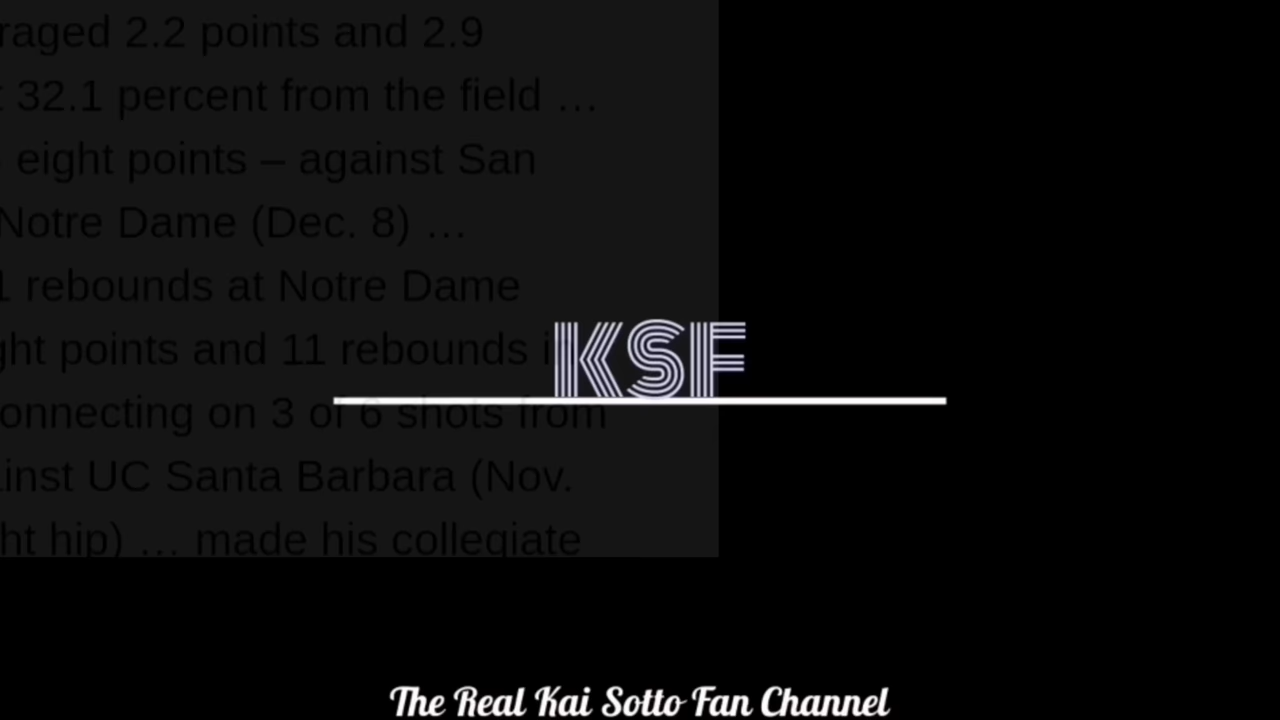 raged 2.2 points and 2.9
32.1 percent from the field …
eight points – against San
Notre Dame (Dec. 8) …
1 rebounds at Notre Dame
ght points and 11 rebounds
KSF
onnecting on 3 of 6 shots from
inst UC Santa Barbara (Nov.
ht hip) … made his collegiate
The Real Kai Sotto Fan Channel